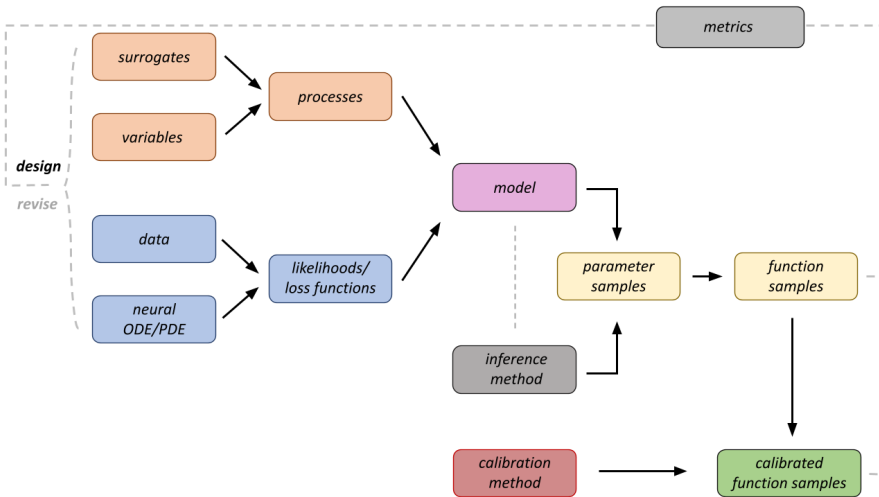 metrics
surrogates
processes
variables
design
revise
model
data
likelihoods/
loss functions
neural
ODE/PDE
parameter
samples
function
samples
inference
method
calibration
method
calibrated
function samples